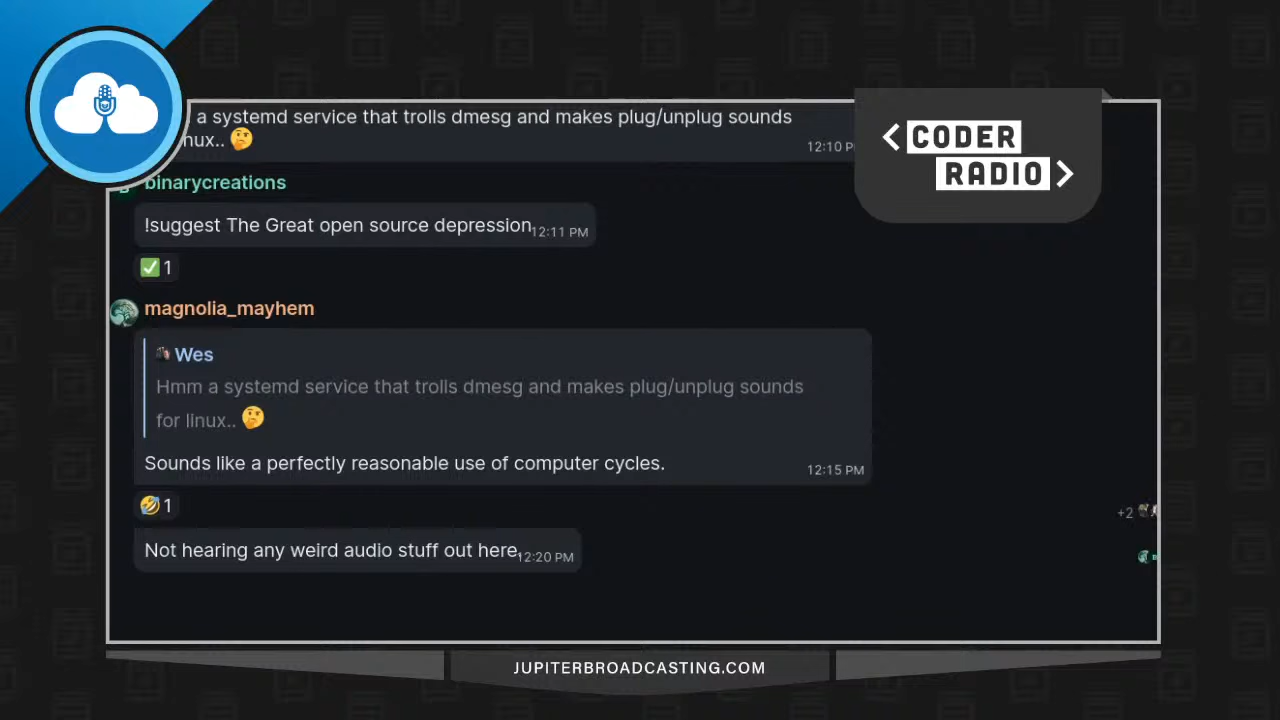 a systemd service that trolls dmesg and makes plug/unplug sounds
nux.. 🤔
12:10 P
CODER
RADIO
binarycreations
!suggest The Great open source depression
12:11 PM
✅ 1
magnolia_mayhem
Wes
Hmm a systemd service that trolls dmesg and makes plug/unplug sounds
for linux.. 🤔
Sounds like a perfectly reasonable use of computer cycles.
12:15 PM
🤣 1
+2
Not hearing any weird audio stuff out here
12:20 PM
JUPITERBROADCASTING.COM